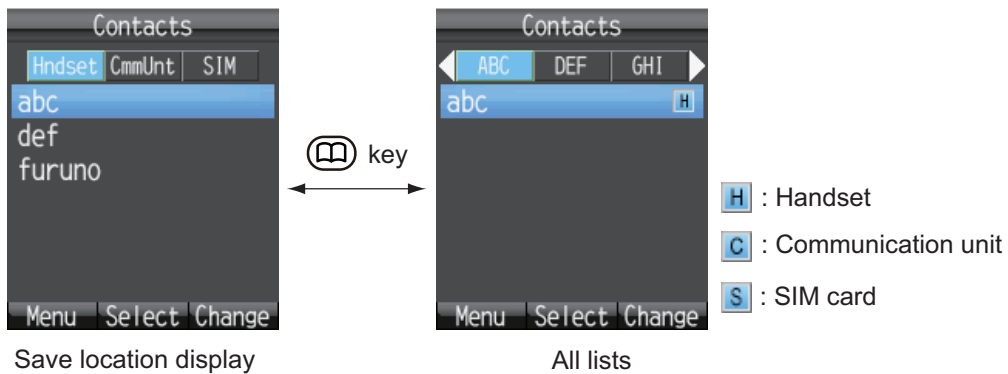 Contacts
Hndset CmmUnt SIM
abc
def
furuno
Menu Select Change
Save location display
key
Contacts
ABC DEF GHI
abc H
Menu Select Change
All lists
H : Handset
C : Communication unit
S : SIM card